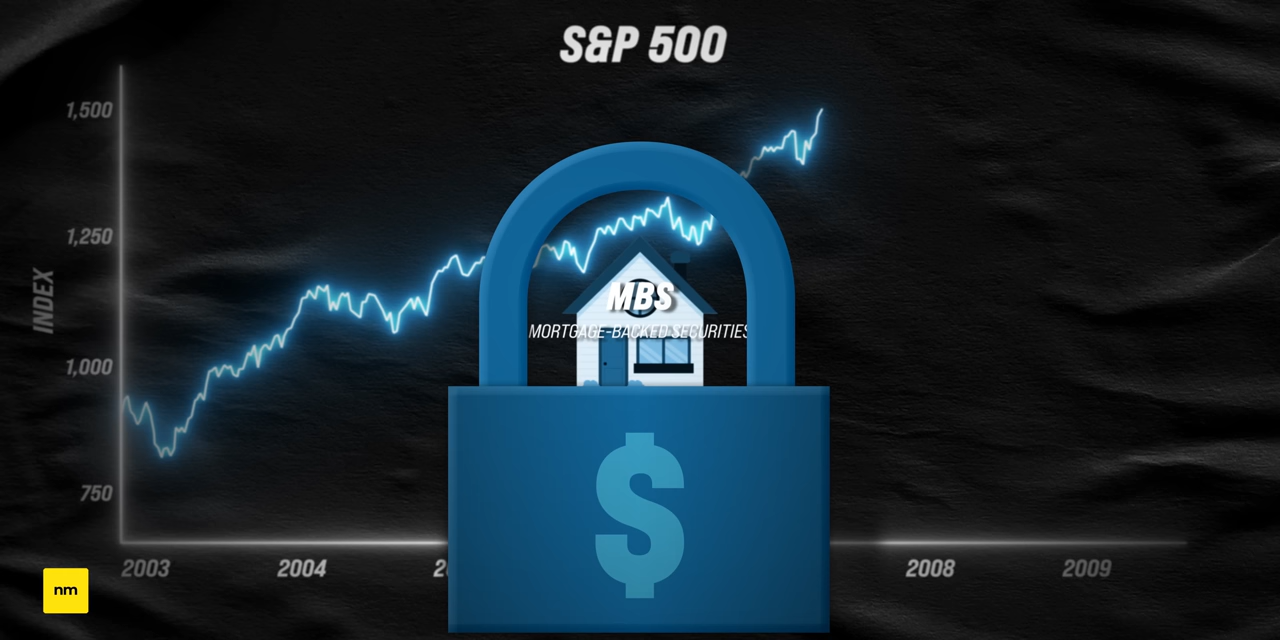 S&P 500
1,500
1,250
INDEX
1,000
750
MBS
MORTGAGE-BACKED SECURITIES
$
2003
2004
2008
2009
nm